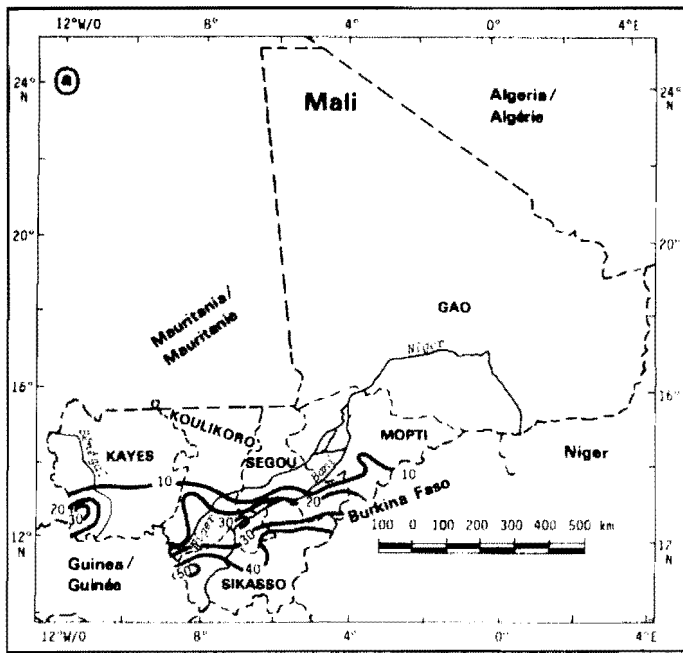 12°W/O 8° 4° 0° 4°E
a
24°
N
24°
N
Mali
Algeria/
Algérie
20°
20°
Mauritania/
Mauritanie
GAO
Niger
16°
16°
KOULIKORO
KAYES
SEGOU
MOPTI
Niger
Bani
10
10
20
20
30
30
30
Niger
Burkina Faso
100 0 100 200 300 400 500 km
12°
N
12°
N
Guinea/
Guinée
50
40
SIKASSO
12°W/O 8° 4° 0° 4°E